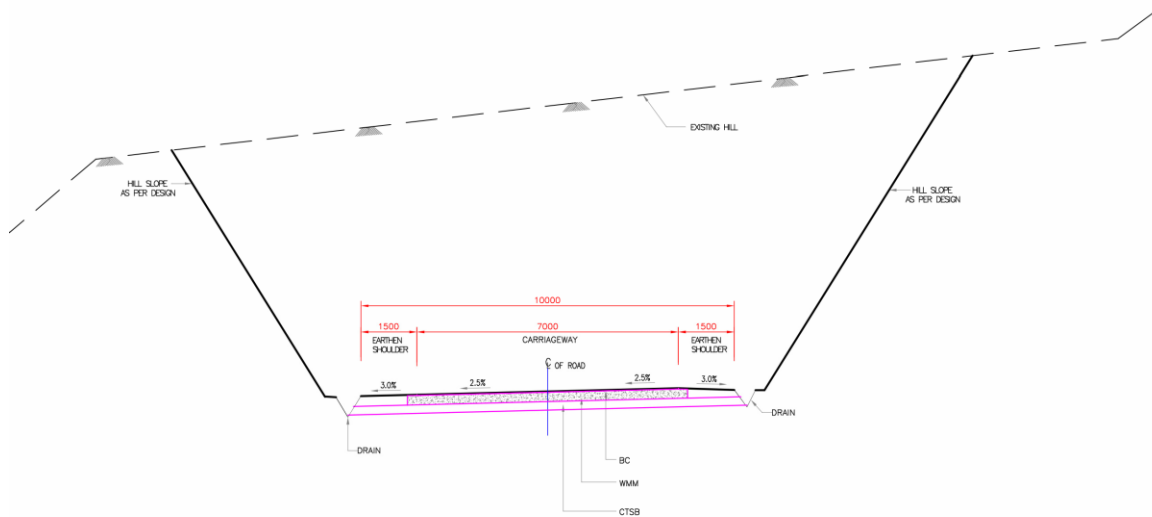 EXISTING HILL
HILL SLOPE
AS PER DESIGN
HILL SLOPE
AS PER DESIGN
10000
1500
7000
1500
EARTHEN
SHOULDER
CARRIAGEWAY
EARTHEN
SHOULDER
℄ OF ROAD
3.0%
2.5%
2.5%
3.0%
DRAIN
DRAIN
BC
WMM
CTSB